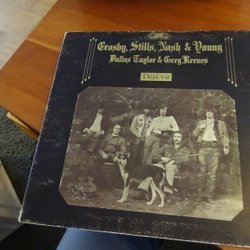 Crosby, Stills, Nash & Young
Dallas Taylor & Greg Reeves
Déjà vu